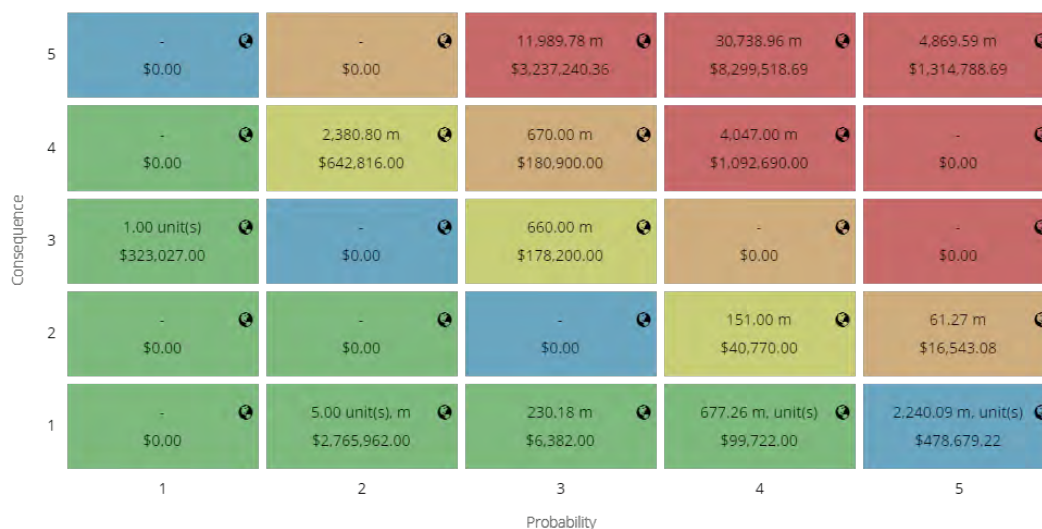 5
-
$0.00
-
$0.00
11,989.78 m
$3,237,240.36
30,738.96 m
$8,299,518.69
4,869.59 m
$1,314,788.69
4
-
$0.00
2,380.80 m
$642,816.00
670.00 m
$180,900.00
4,047.00 m
$1,092,690.00
-
$0.00
Consequence
3
1.00 unit(s)
$323,027.00
-
$0.00
660.00 m
$178,200.00
-
$0.00
-
$0.00
2
-
$0.00
-
$0.00
-
$0.00
151.00 m
$40,770.00
61.27 m
$16,543.08
1
-
$0.00
5.00 unit(s), m
$2,765,962.00
230.18 m
$6,382.00
677.26 m, unit(s)
$99,722.00
2,240.09 m, unit(s)
$478,679.22
1
2
3
4
5
Probability